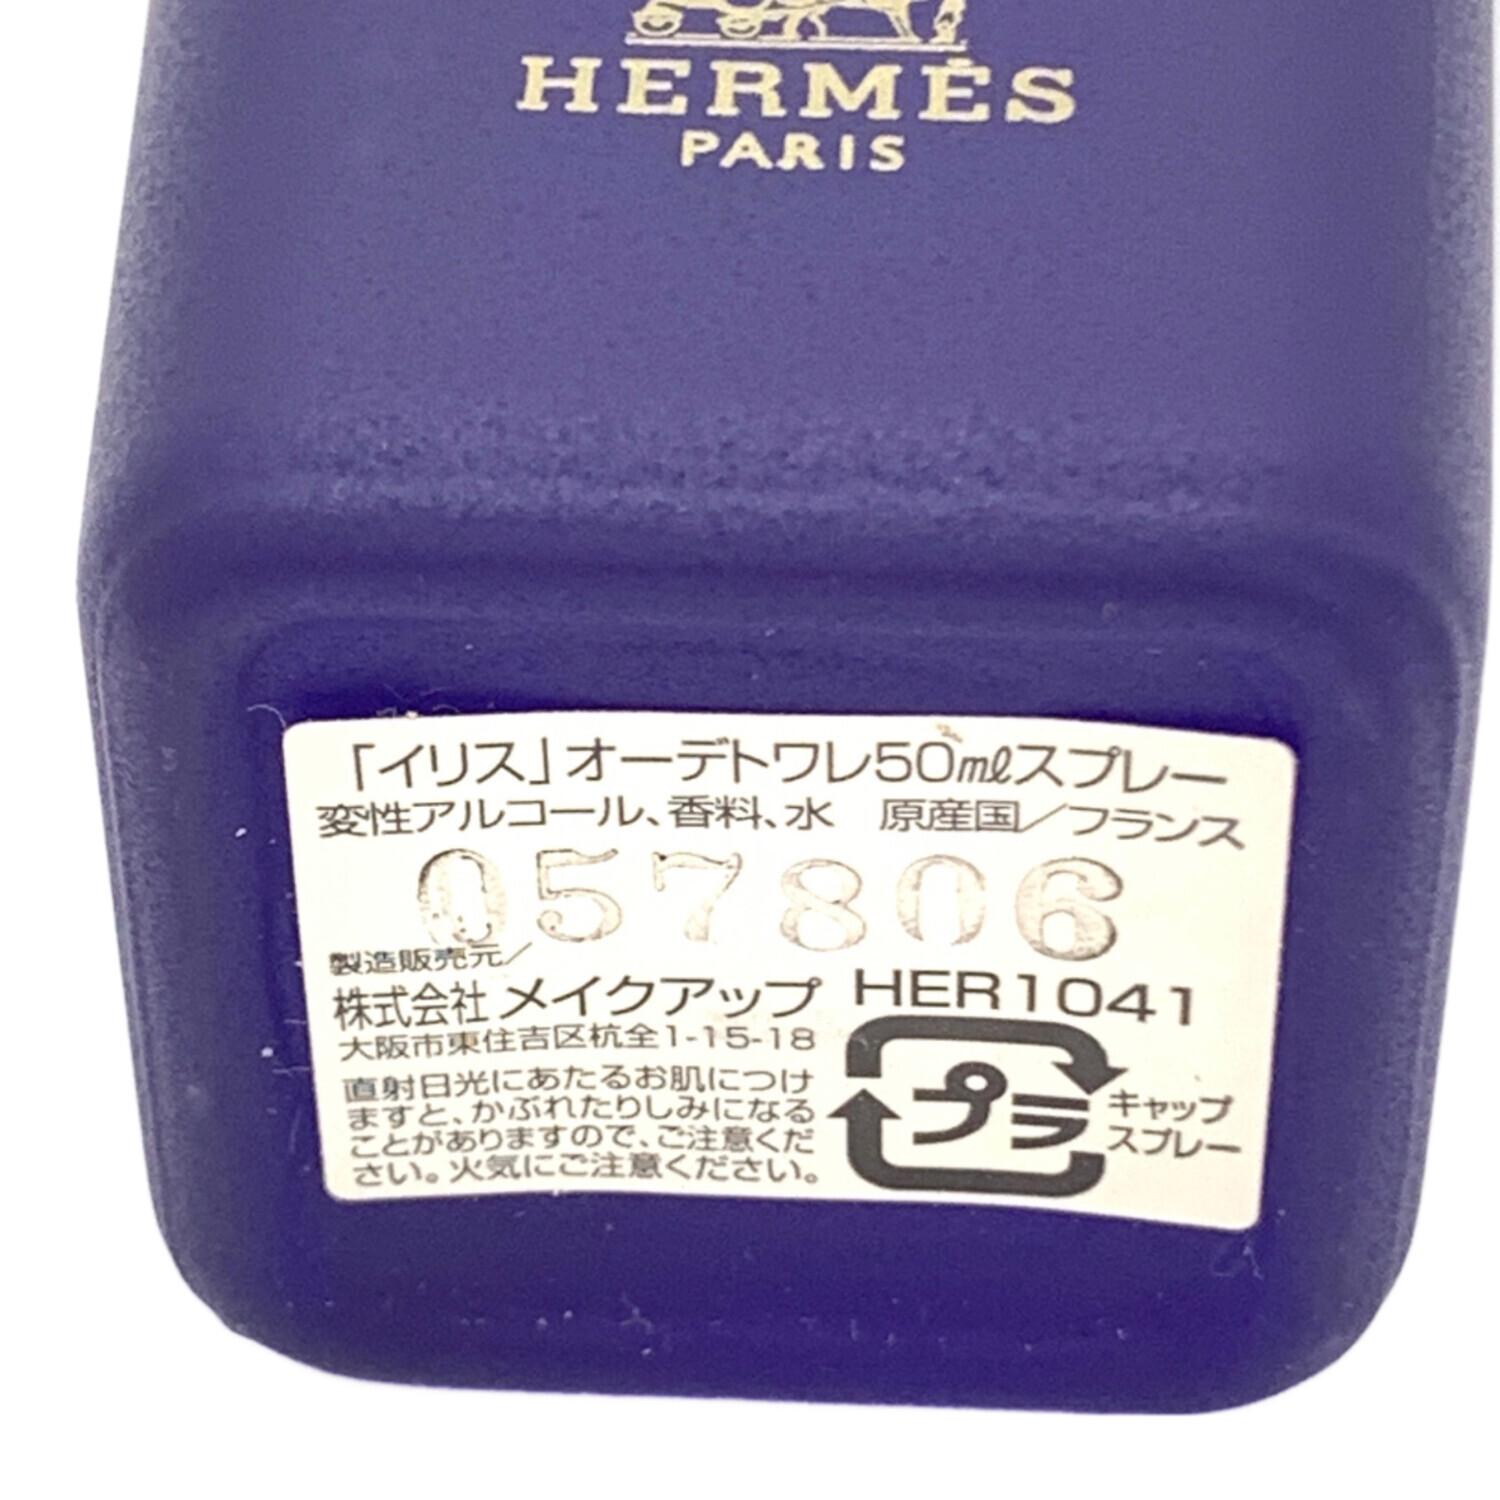 HERMÈS
PARIS
「イリス」オーデトワレ50mlスプレー
変性アルコール、香料、水 原産国/フランス
057806
製造販売元/
株式会社 メイクアップ HER1041
大阪市東住吉区杭全1-15-18
直射日光にあたるお肌につけ
ますと、かぶれたりしみになる
ことがありますので、ご注意くだ
さい。火気にご注意ください。
プラ
キャップ
スプレー